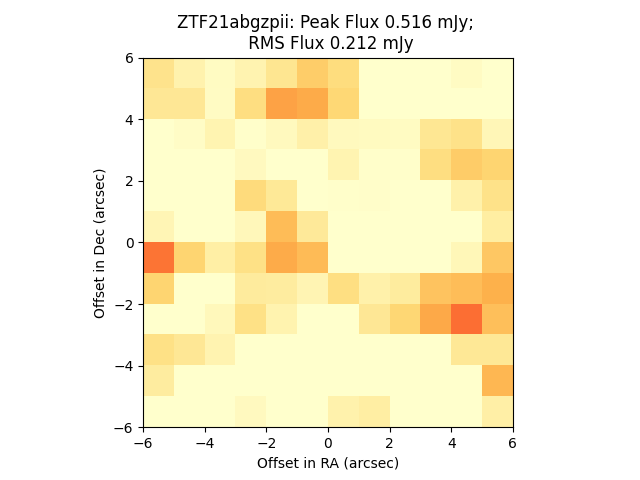 ZTF21abgzpii: Peak Flux 0.516 mJy;
RMS Flux 0.212 mJy
6
4
2
0
−2
−4
−6
Offset in Dec (arcsec)
−6 −4 −2 0 2 4 6
Offset in RA (arcsec)